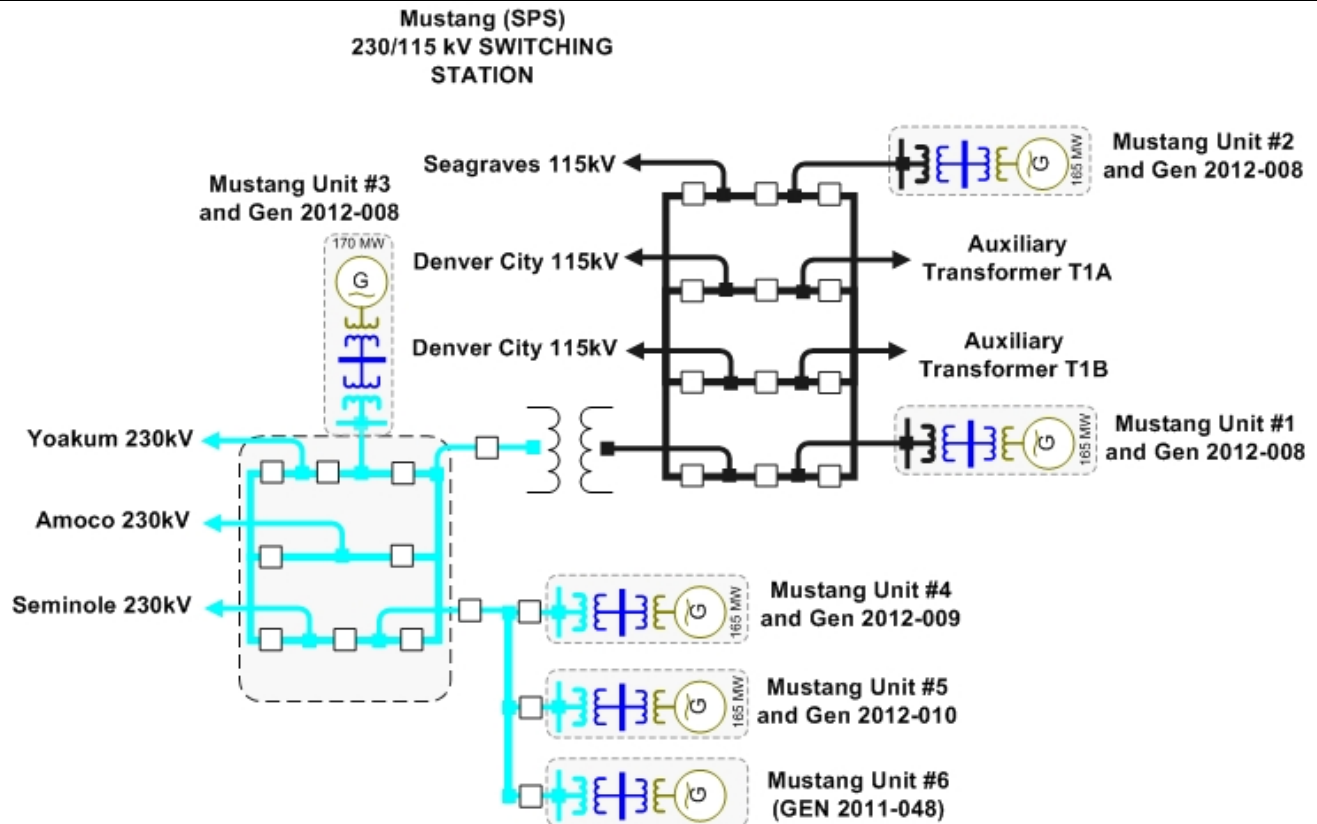 Mustang (SPS)
230/115 kV SWITCHING
STATION
Seagraves 115kV
165 MW
G
Mustang Unit #2
and Gen 2012-008
Mustang Unit #3
and Gen 2012-008
170 MW
G
Denver City 115kV
Auxiliary
Transformer T1A
Denver City 115kV
Auxiliary
Transformer T1B
Yoakum 230kV
G
165 MW
Mustang Unit #1
and Gen 2012-008
Amoco 230kV
Seminole 230kV
G
165 MW
Mustang Unit #4
and Gen 2012-009
G
165 MW
Mustang Unit #5
and Gen 2012-010
G
Mustang Unit #6
(GEN 2011-048)